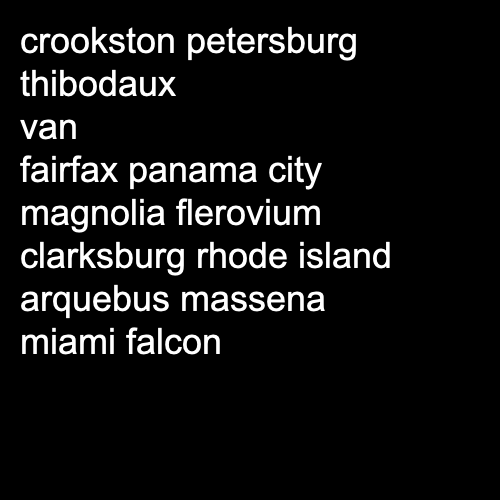 crookston petersburg
thibodaux
van
fairfax panama city
magnolia flerovium
clarksburg rhode island
arquebus massena
miami falcon